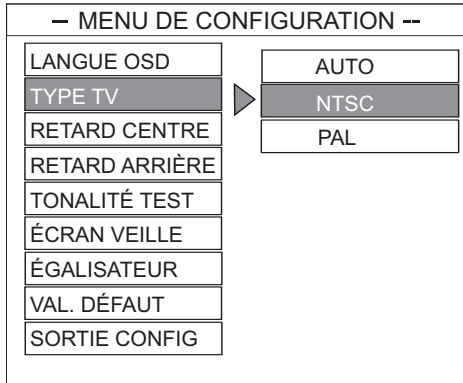 – MENU DE CONFIGURATION --
LANGUE OSD
TYPE TV
RETARD CENTRE
RETARD ARRIÈRE
TONALITÉ TEST
ÉCRAN VEILLE
ÉGALISATEUR
VAL. DÉFAUT
SORTIE CONFIG
AUTO
NTSC
PAL